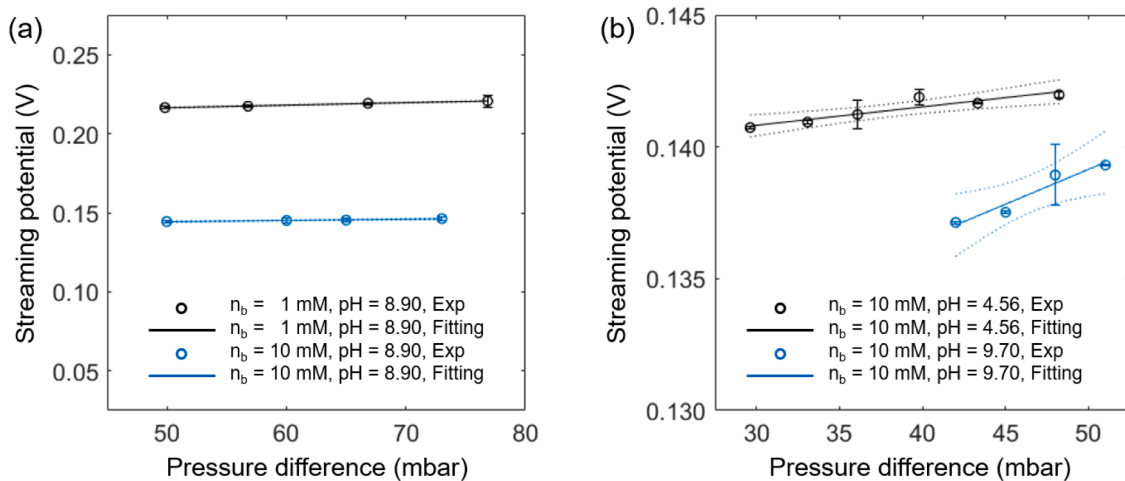 (a)
0.25
0.20
0.15
0.10
0.05
50
60
70
80
Streaming potential (V)
Pressure difference (mbar)
n_b = 1 mM, pH = 8.90, Exp
n_b = 1 mM, pH = 8.90, Fitting
n_b = 10 mM, pH = 8.90, Exp
n_b = 10 mM, pH = 8.90, Fitting
(b)
0.145
0.140
0.135
0.130
30
35
40
45
50
Streaming potential (V)
Pressure difference (mbar)
n_b = 10 mM, pH = 4.56, Exp
n_b = 10 mM, pH = 4.56, Fitting
n_b = 10 mM, pH = 9.70, Exp
n_b = 10 mM, pH = 9.70, Fitting